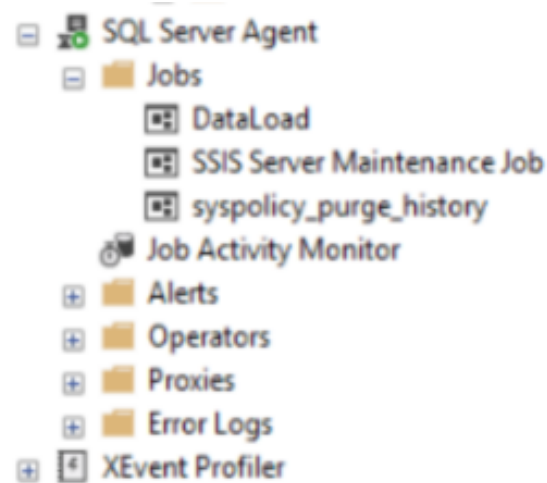 SQL Server Agent
Jobs
DataLoad
SSIS Server Maintenance Job
syspolicy_purge_history
Job Activity Monitor
Alerts
Operators
Proxies
Error Logs
XEvent Profiler